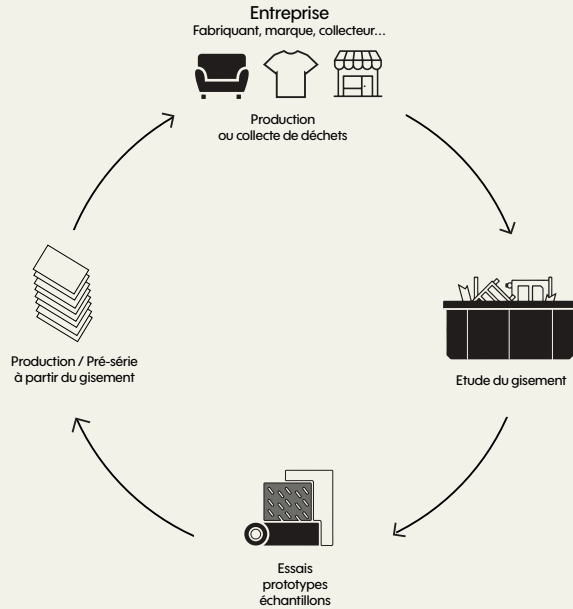 Entreprise
Fabriquant, marque, collecteur...
Production
ou collecte de déchets
Etude du gisement
Essais
prototypes
échantillons
Production / Pré-série
à partir du gisement